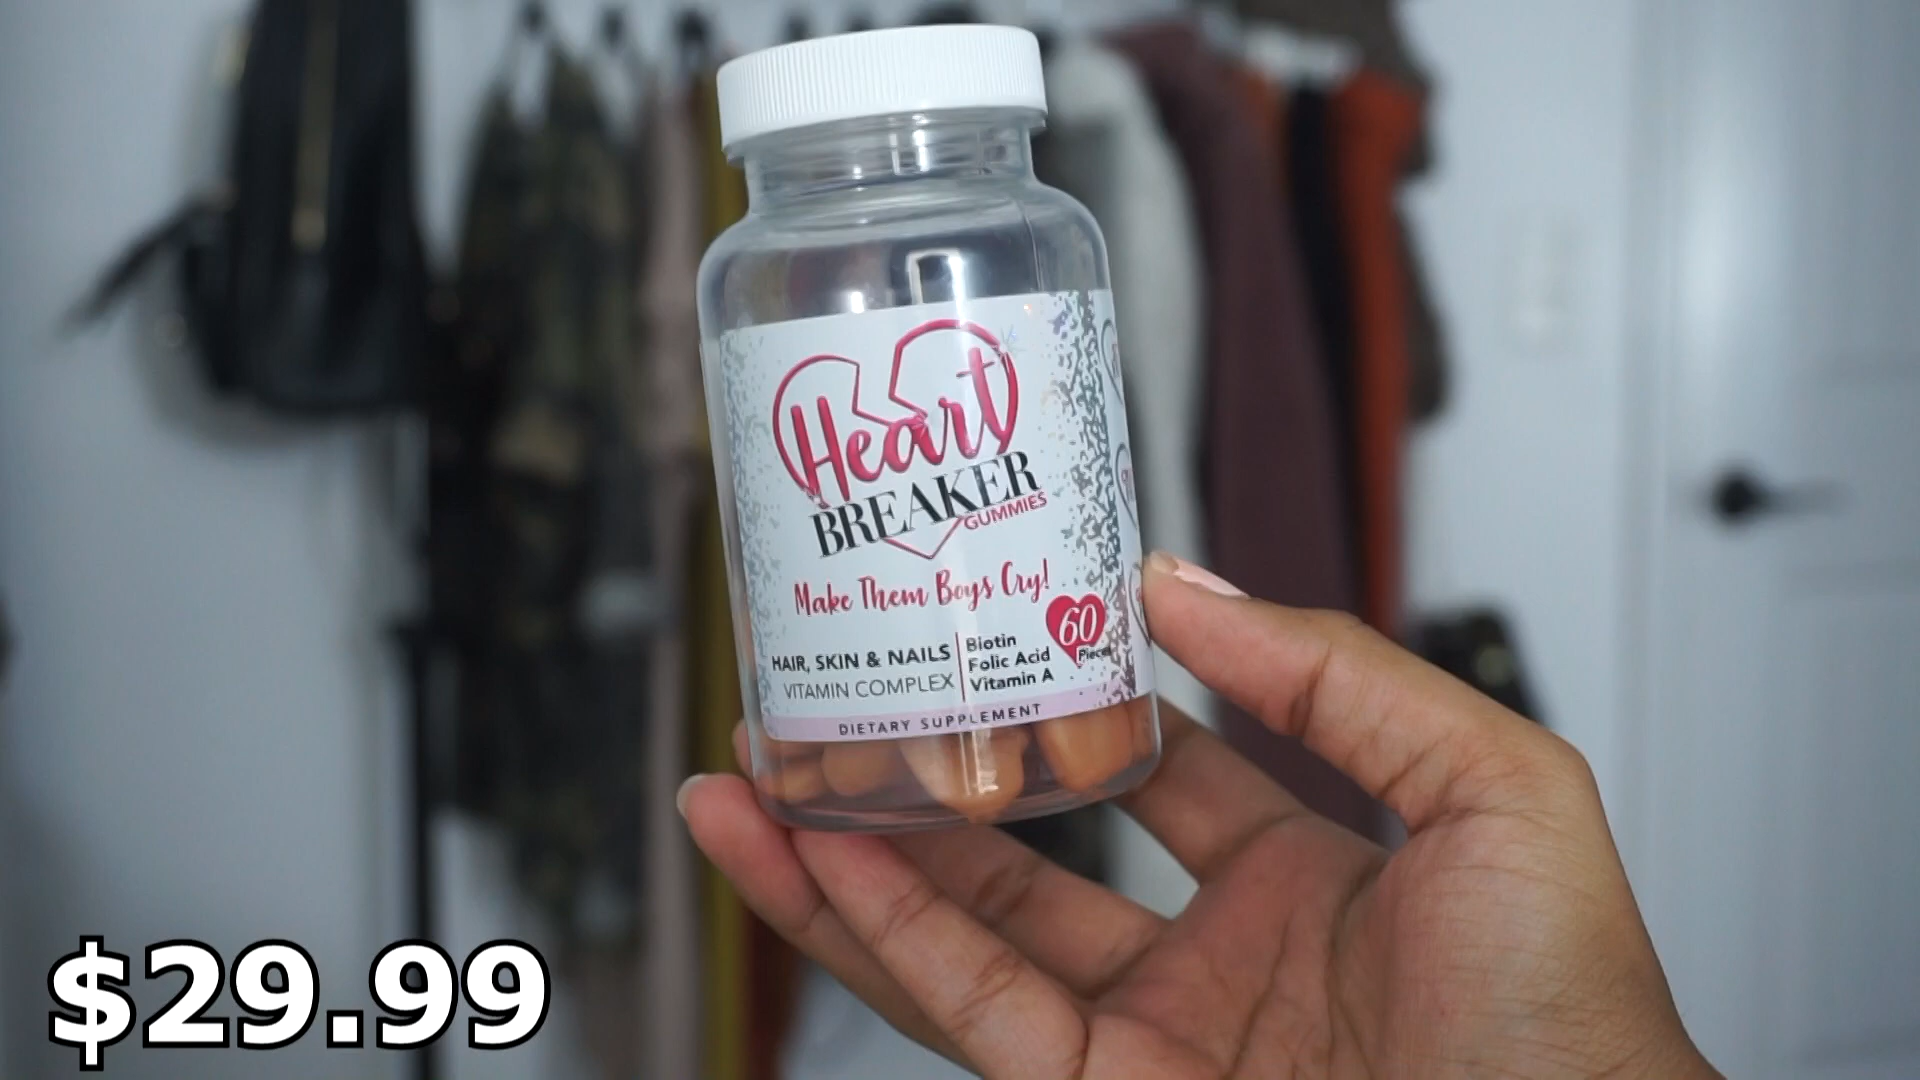 Heart
BREAKER
GUMMIES
Make Them Boys Cry!
HAIR, SKIN & NAILS
VITAMIN COMPLEX
Biotin
Folic Acid
Vitamin A
60
Pieces
DIETARY SUPPLEMENT
$29.99